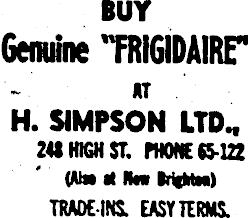 BUY
Genuine "FRIGIDAIRE"
AT
H. SIMPSON LTD.,
248 HIGH ST. PHONE 65-122
(Also at New Brighton)
TRADE-INS. EASY TERMS.